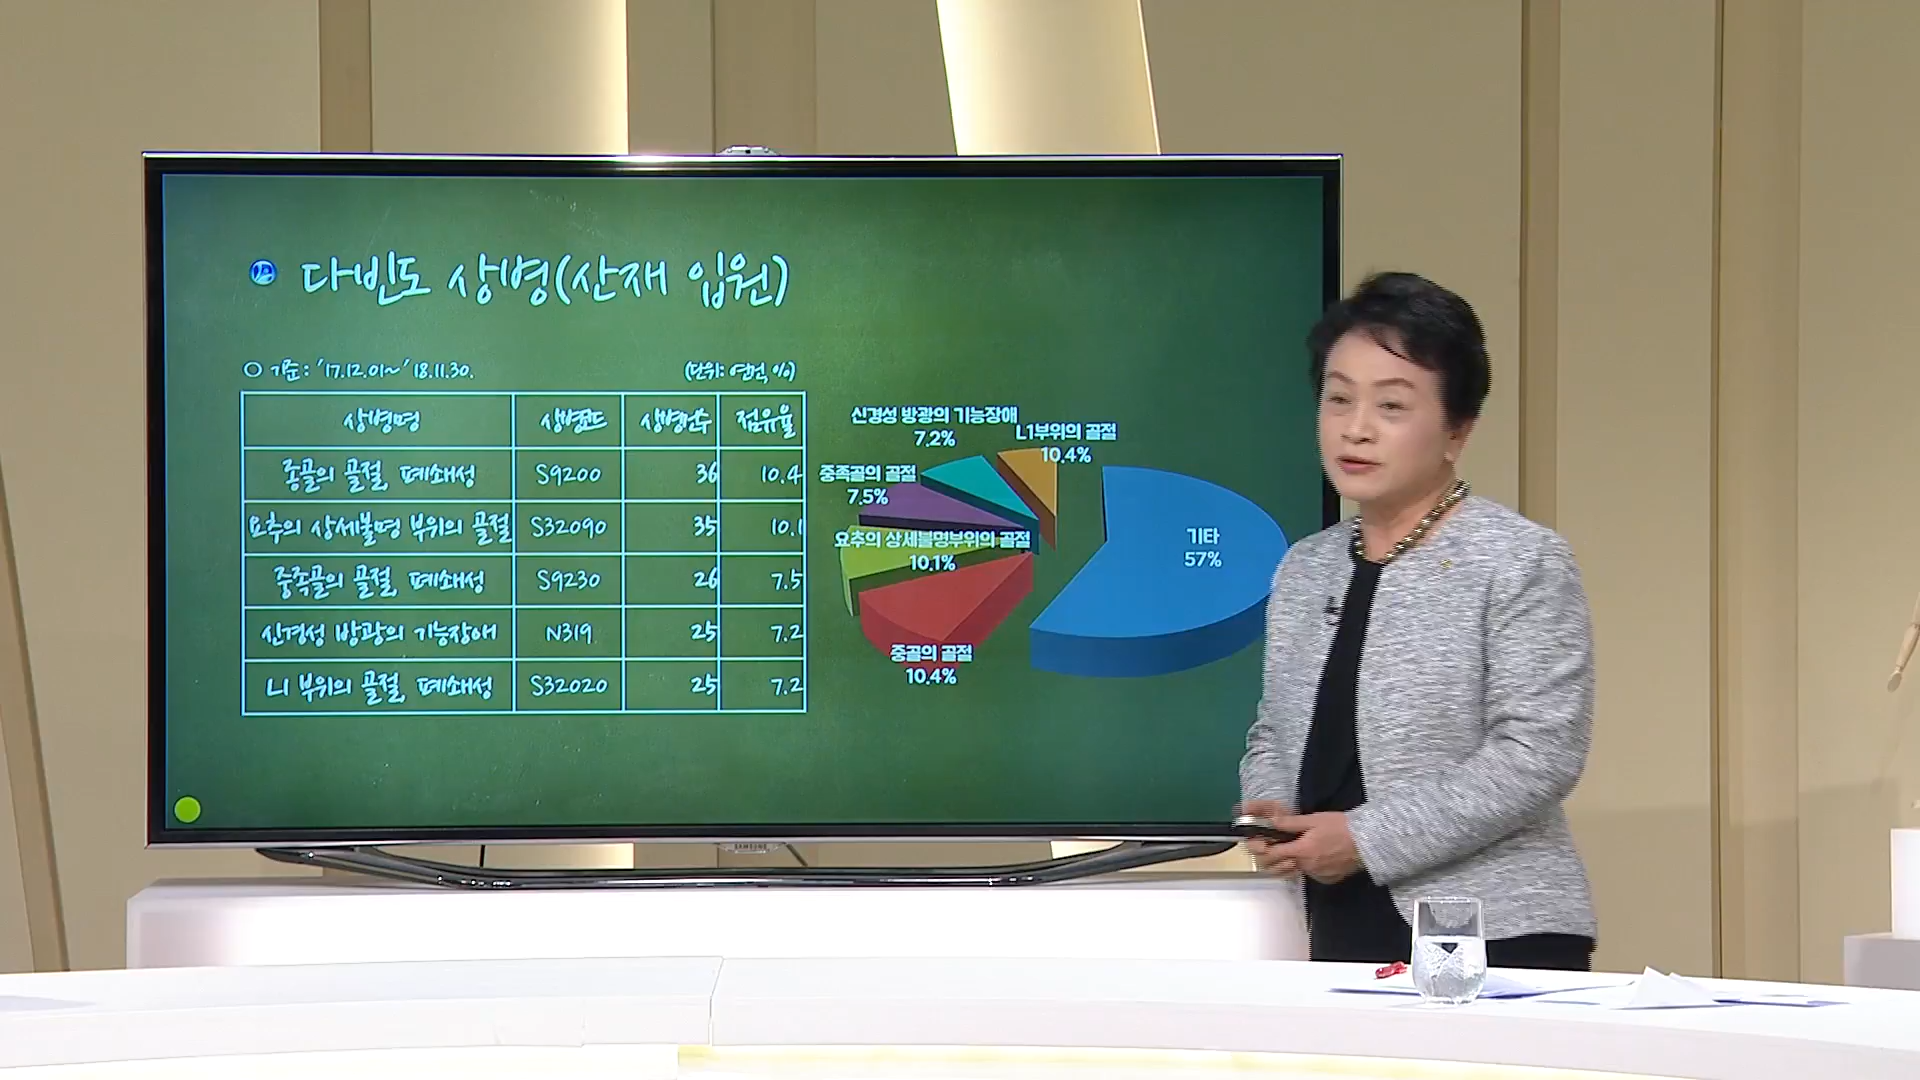 다빈도 상병(산재 입원)
○ 기준 : '17.12.01~'18.11.30.
(단위: 연건, %)
상병명 상병코드 상병건수 점유율
종골의 골절, 폐쇄성 S9200 36 10.4
요추의 상세불명 부위의 골절 S32090 35 10.1
중족골의 골절, 폐쇄성 S9230 26 7.5
신경성 방광의 기능장애 N319 25 7.2
L1 부위의 골절, 폐쇄성 S32020 25 7.2
신경성 방광의 기능장애
7.2%
L1부위의 골절
10.4%
중족골의 골절
7.5%
요추의 상세불명부위의 골절
10.1%
기타
57%
중골의 골절
10.4%
SAMSUNG